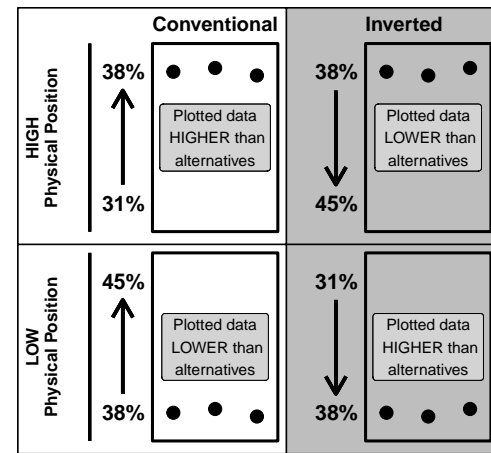 Conventional
Inverted
HIGH
Physical Position
38%
31%
Plotted data
HIGHER than
alternatives
38%
45%
Plotted data
LOWER than
alternatives
LOW
Physical Position
45%
38%
Plotted data
LOWER than
alternatives
31%
38%
Plotted data
HIGHER than
alternatives